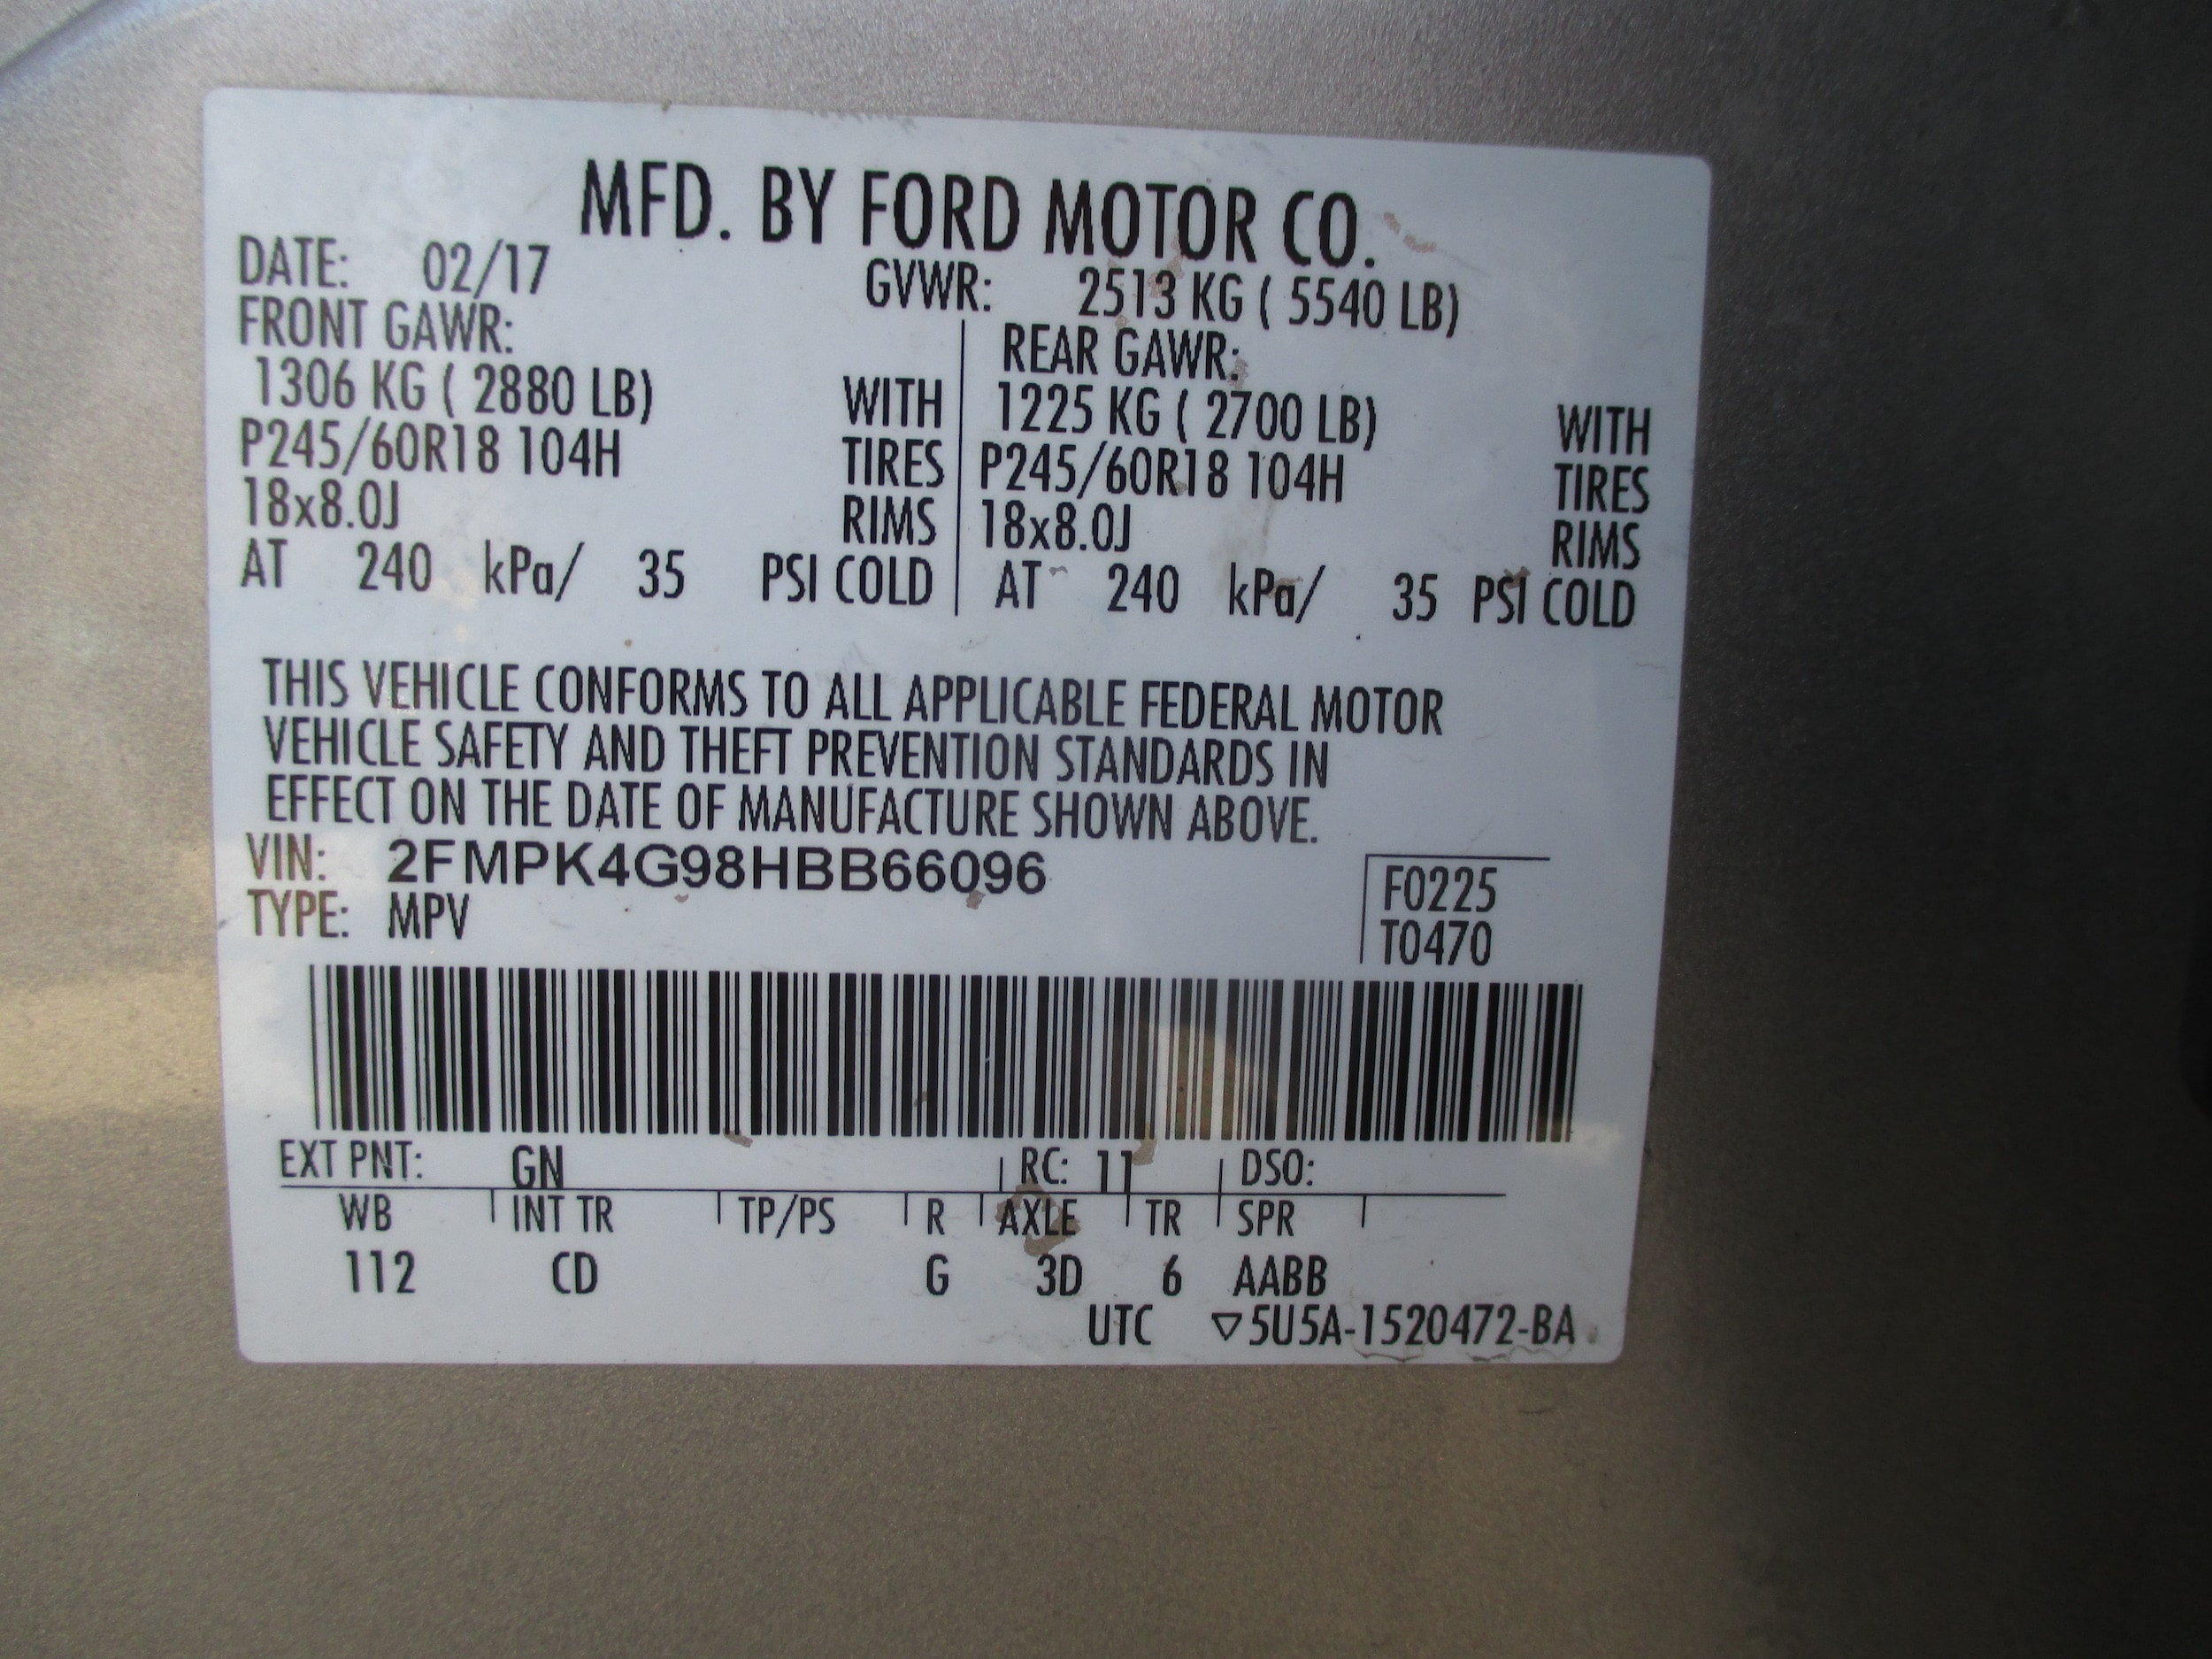 MFD. BY FORD MOTOR CO.
DATE: 02/17 GVWR: 2513 KG ( 5540 LB)
FRONT GAWR: REAR GAWR:
1306 KG ( 2880 LB) WITH 1225 KG ( 2700 LB) WITH
P245/60R18 104H TIRES P245/60R18 104H TIRES
18x8.0J RIMS 18x8.0J RIMS
AT 240 kPa/ 35 PSI COLD AT 240 kPa/ 35 PSI COLD
THIS VEHICLE CONFORMS TO ALL APPLICABLE FEDERAL MOTOR
VEHICLE SAFETY AND THEFT PREVENTION STANDARDS IN
EFFECT ON THE DATE OF MANUFACTURE SHOWN ABOVE.
VIN: 2FMPK4G98HBB66096 F0225
TYPE: MPV T0470
EXT PNT: GN RC: 11 DSO:
WB INT TR TP/PS R AXLE TR SPR
112 CD G 3D 6 AABB
UTC ▽5U5A-1520472-BA